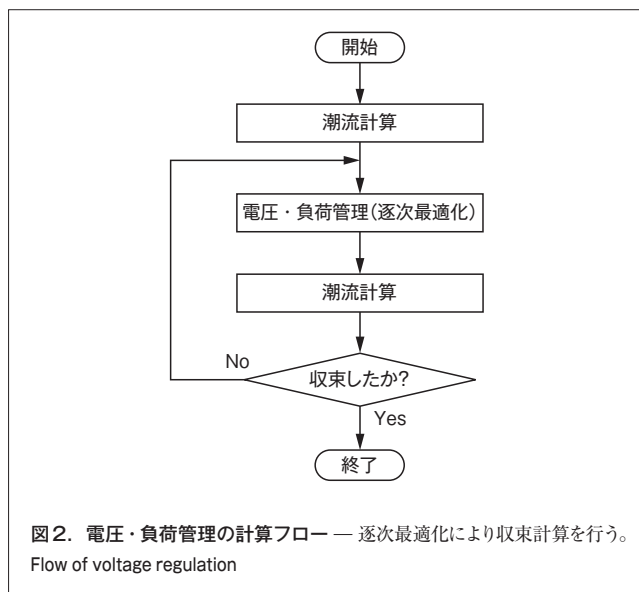 開始
潮流計算
電圧・負荷管理(逐次最適化)
潮流計算
No
収束したか?
Yes
終了
図2. 電圧・負荷管理の計算フロー — 逐次最適化により収束計算を行う。
Flow of voltage regulation